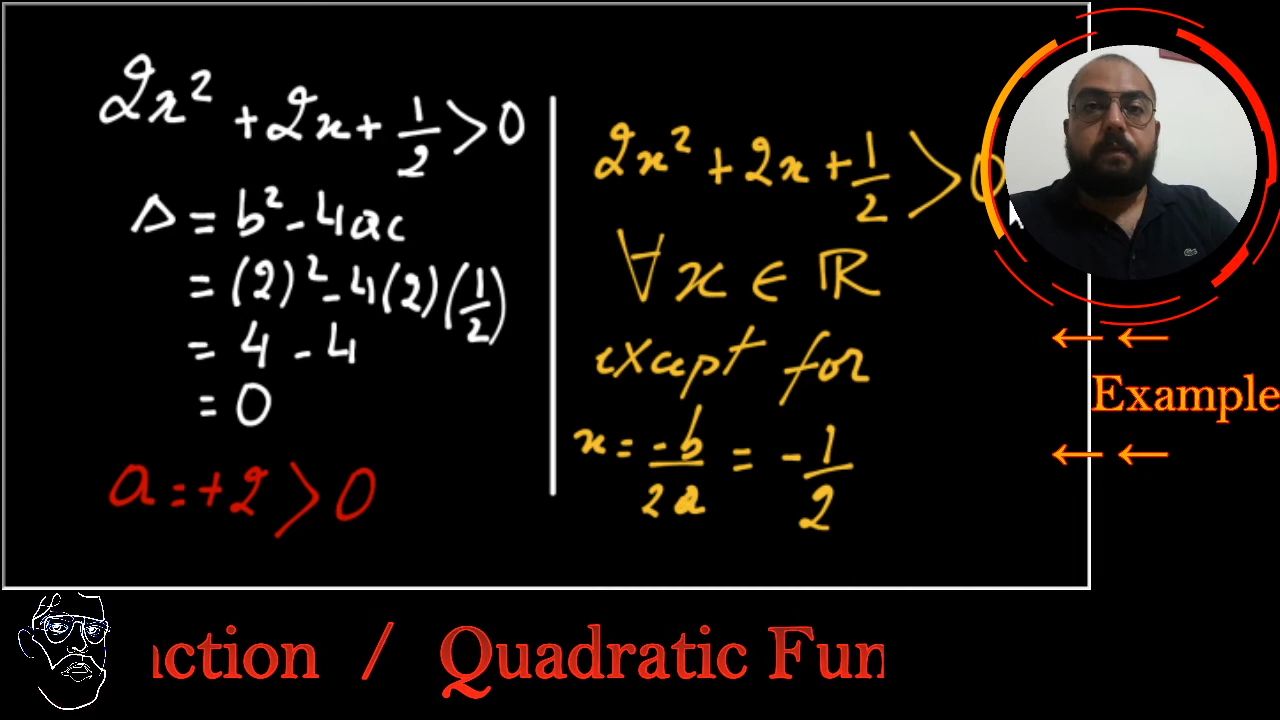 2x² + 2x + 1/2 > 0
Δ = b² - 4ac
= (2)² - 4(2)(1/2)
= 4 - 4
= 0
a = +2 > 0
2x² + 2x + 1/2 > 0
∀ x ∈ ℝ
except for
x = -b/2a = -1/2
Example
ction / Quadratic Fun